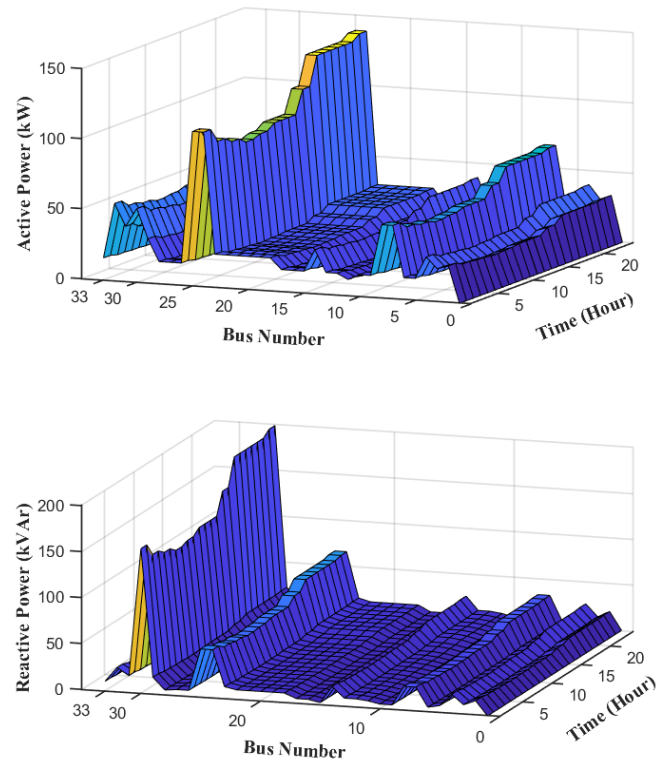 150
100
50
0
Active Power (kW)
33 30 25 20 15 10 5 0
Bus Number
5 10 15 20
Time (Hour)
200
150
100
50
0
Reactive Power (kVAr)
33 30 20 10 0
Bus Number
5 10 15 20
Time (Hour)